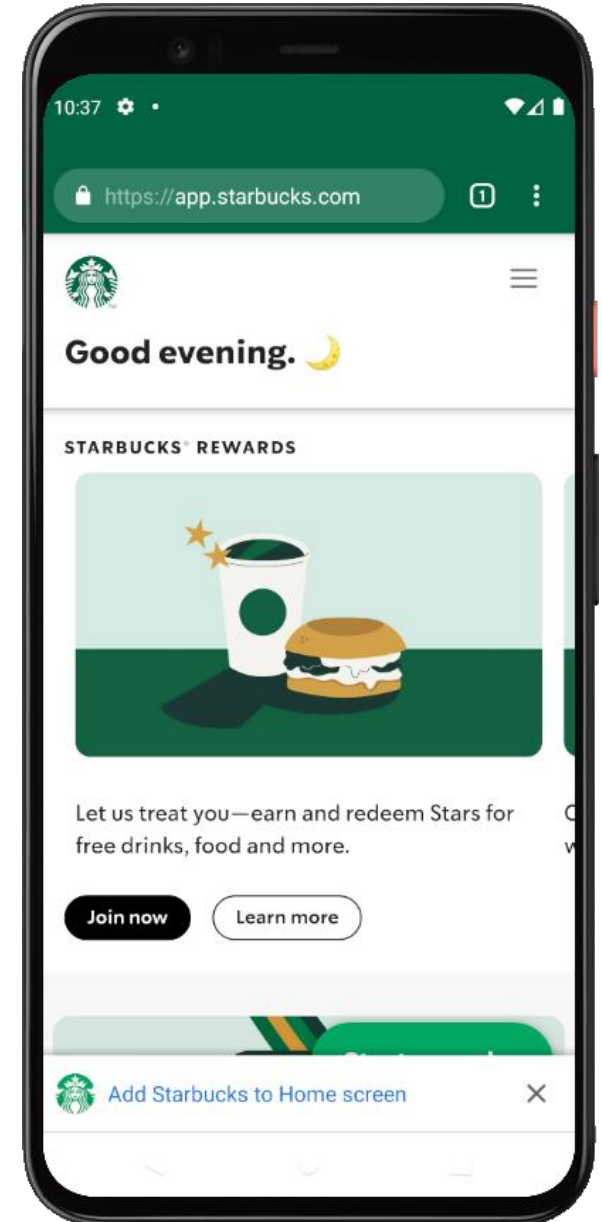 10:37
https://app.starbucks.com
1
Good evening. 🌙
STARBUCKS® REWARDS
Let us treat you—earn and redeem Stars for
free drinks, food and more.
Join now
Learn more
Add Starbucks to Home screen